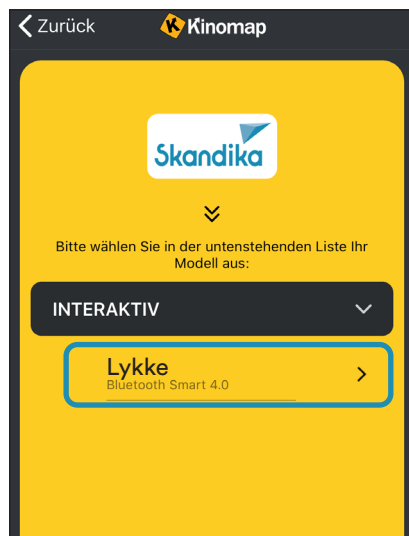 Zurück
Kinomap
Skandika
Bitte wählen Sie in der untenstehenden Liste Ihr
Modell aus:
INTERAKTIV
Lykke
Bluetooth Smart 4.0